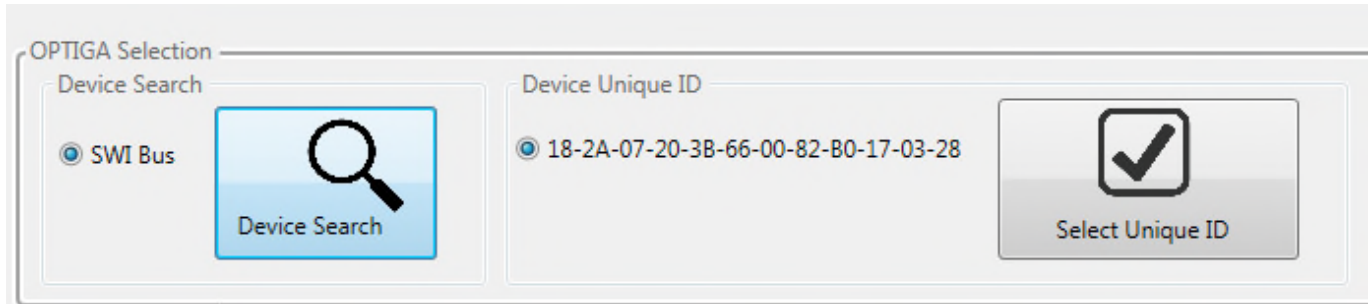 OPTIGA Selection
Device Search
SWI Bus
Device Search
Device Unique ID
18-2A-07-20-3B-66-00-82-B0-17-03-28
Select Unique ID